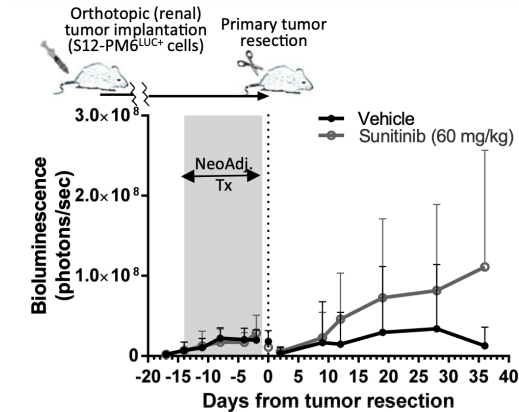 Orthotopic (renal)
tumor implantation
(S12-PM6LUC+ cells)
Primary tumor
resection
3.0×10⁸
Vehicle
Sunitinib (60 mg/kg)
NeoAdj.
Tx
2.0×10⁸
1.0×10⁸
0
Bioluminescence
(photons/sec)
-20 -15 -10 -5 0 5 10 15 20 25 30 35 40
Days from tumor resection